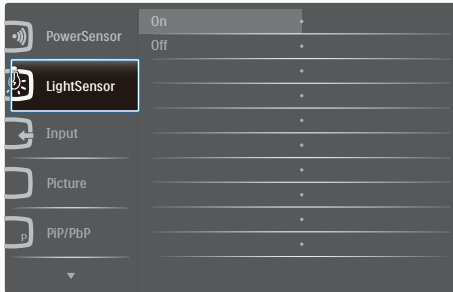 PowerSensor
LightSensor
Input
Picture
P
PiP/PbP
On
Off